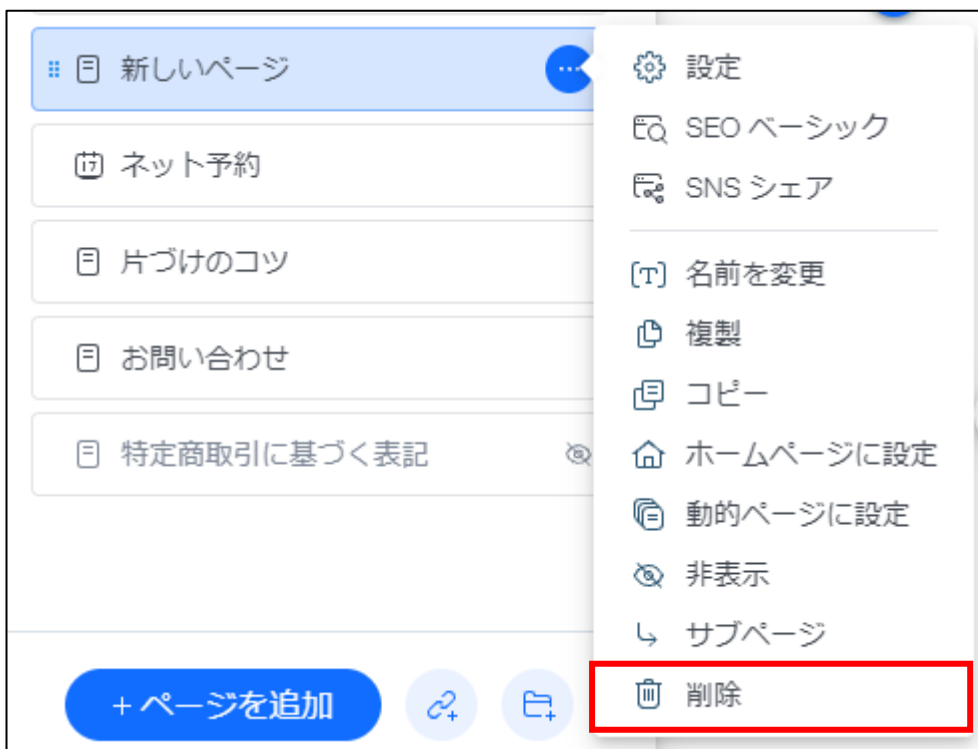 新しいページ
ネット予約
片づけのコツ
お問い合わせ
特定商取引に基づく表記
+ ページを追加
設定
SEO ベーシック
SNS シェア
名前を変更
複製
コピー
ホームページに設定
動的ページに設定
非表示
サブページ
削除